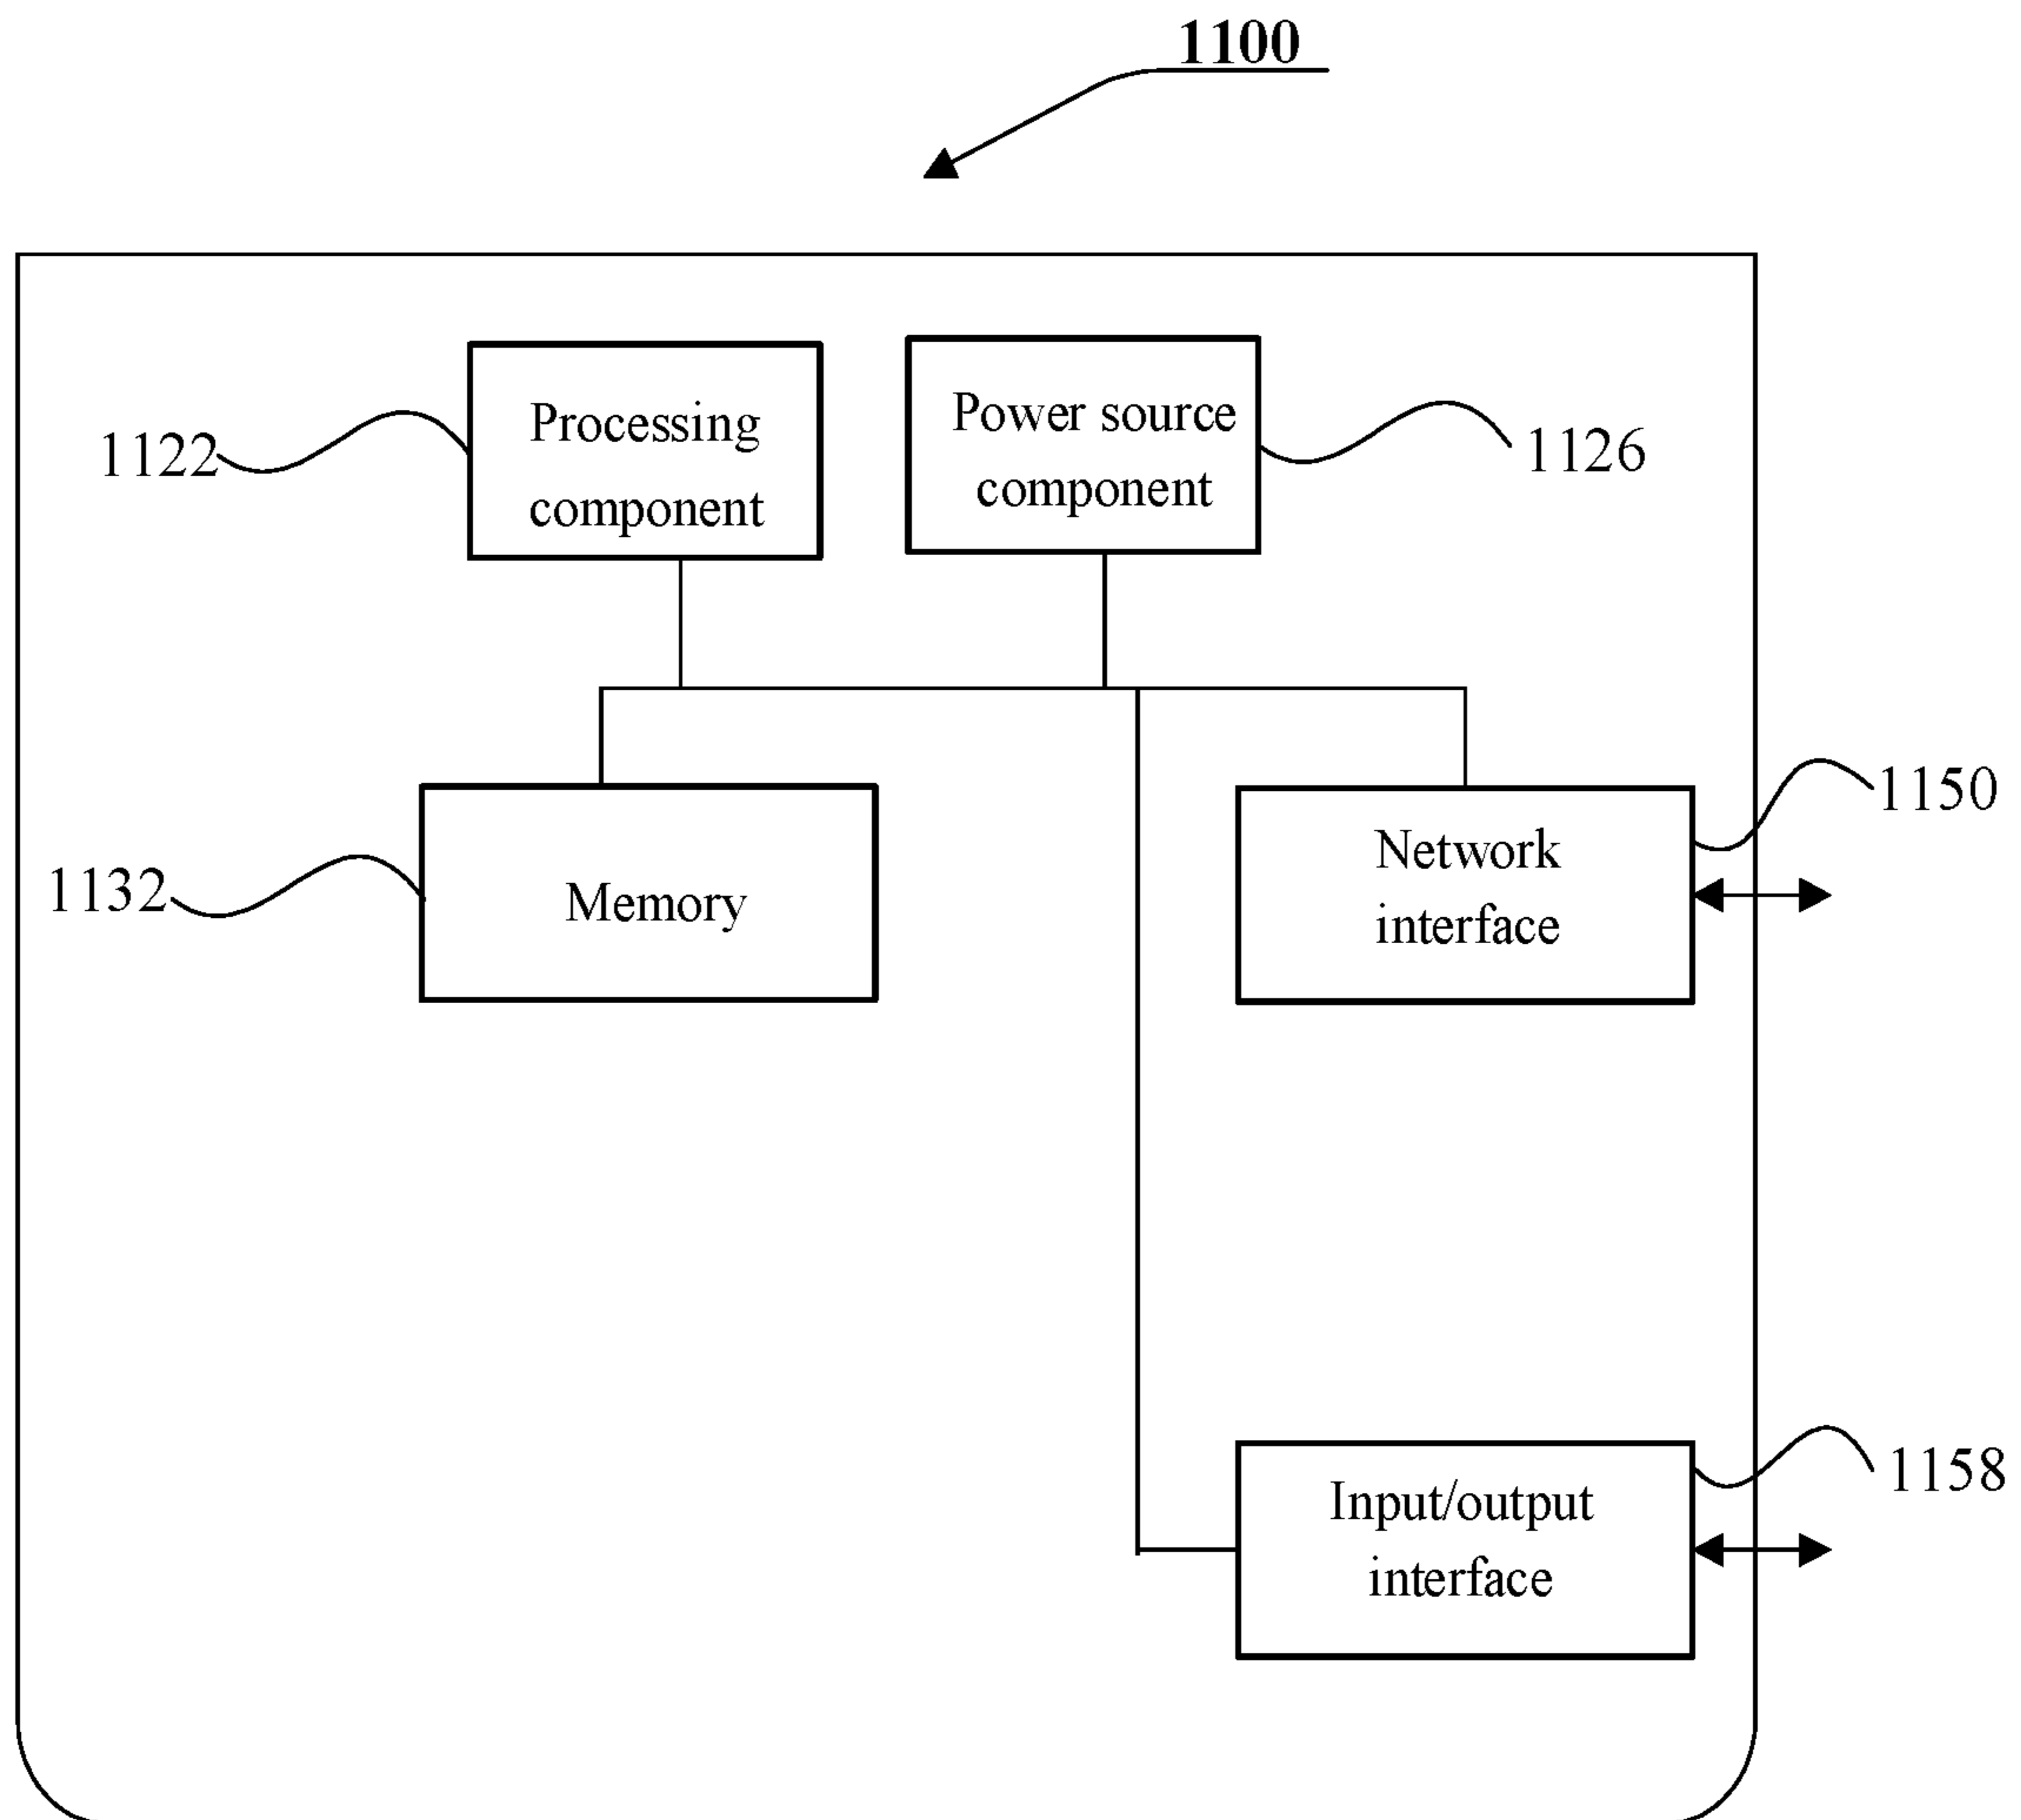 1100
1122
Processing
component
Power source
component
1126
1132
Memory
Network
interface
1150
Input/output
interface
1158